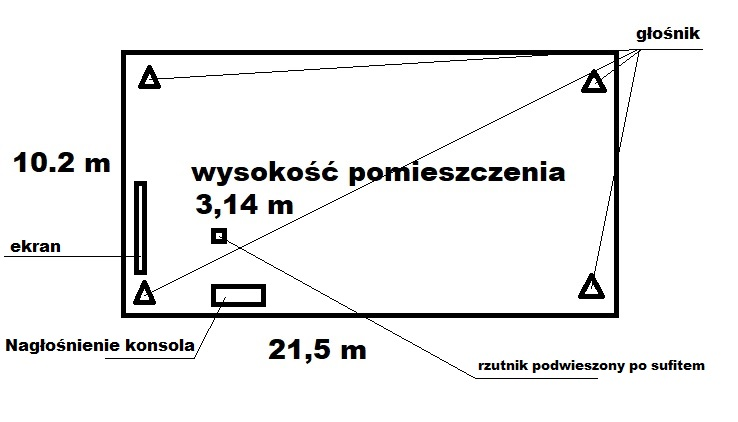 głośnik
10.2 m
wysokość pomieszczenia
3,14 m
ekran
Nagłośnienie konsola
21,5 m
rzutnik podwieszony po sufitem